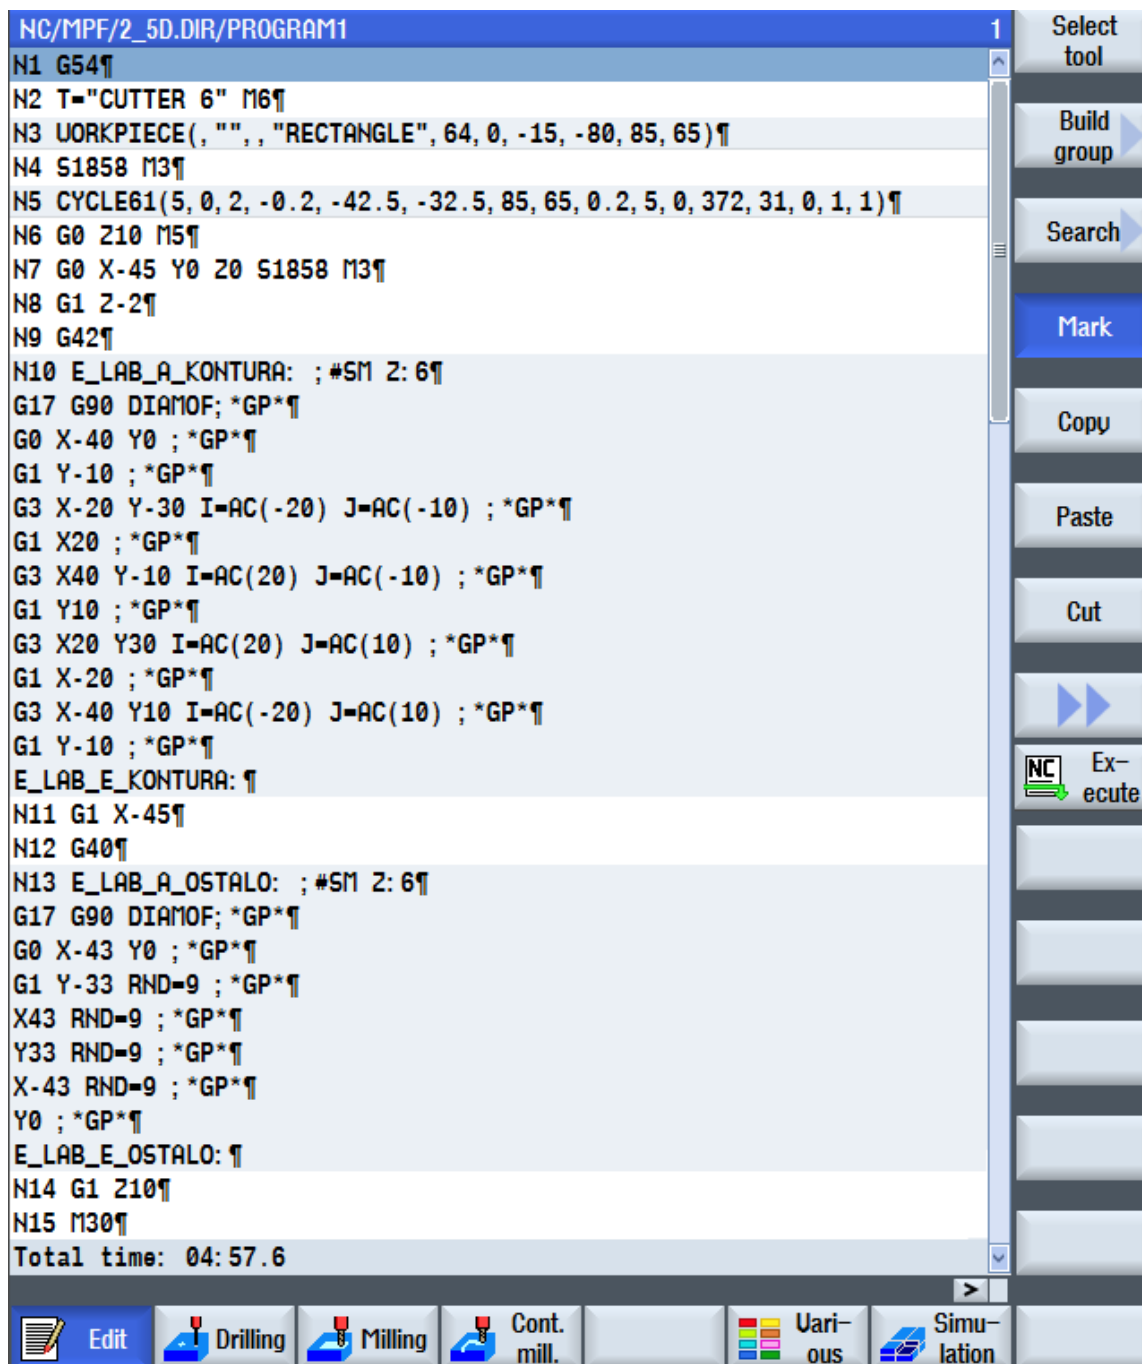 NC/MPF/2_5D.DIR/PROGRAM1 1
N1 G54¶
N2 T="CUTTER 6" M6¶
N3 WORKPIECE(,"",,"RECTANGLE",64,0,-15,-80,85,65)¶
N4 S1858 M3¶
N5 CYCLE61(5,0,2,-0.2,-42.5,-32.5,85,65,0.2,5,0,372,31,0,1,1)¶
N6 G0 Z10 M5¶
N7 G0 X-45 Y0 Z0 S1858 M3¶
N8 G1 Z-2¶
N9 G42¶
N10 E_LAB_A_KONTURA: ;#SM Z:6¶
G17 G90 DIAMOF;*GP*¶
G0 X-40 Y0 ;*GP*¶
G1 Y-10 ;*GP*¶
G3 X-20 Y-30 I=AC(-20) J=AC(-10) ;*GP*¶
G1 X20 ;*GP*¶
G3 X40 Y-10 I=AC(20) J=AC(-10) ;*GP*¶
G1 Y10 ;*GP*¶
G3 X20 Y30 I=AC(20) J=AC(10) ;*GP*¶
G1 X-20 ;*GP*¶
G3 X-40 Y10 I=AC(-20) J=AC(10) ;*GP*¶
G1 Y-10 ;*GP*¶
E_LAB_E_KONTURA:¶
N11 G1 X-45¶
N12 G40¶
N13 E_LAB_A_OSTALO: ;#SM Z:6¶
G17 G90 DIAMOF;*GP*¶
G0 X-43 Y0 ;*GP*¶
G1 Y-33 RND=9 ;*GP*¶
X43 RND=9 ;*GP*¶
Y33 RND=9 ;*GP*¶
X-43 RND=9 ;*GP*¶
Y0 ;*GP*¶
E_LAB_E_OSTALO:¶
N14 G1 Z10¶
N15 M30¶
Total time: 04:57.6
Select
tool
Build
group
Search
Mark
Copy
Paste
Cut
NC Ex-
ecute
>
Edit
Drilling
Milling
Cont.
mill.
Vari-
ous
Simu-
lation